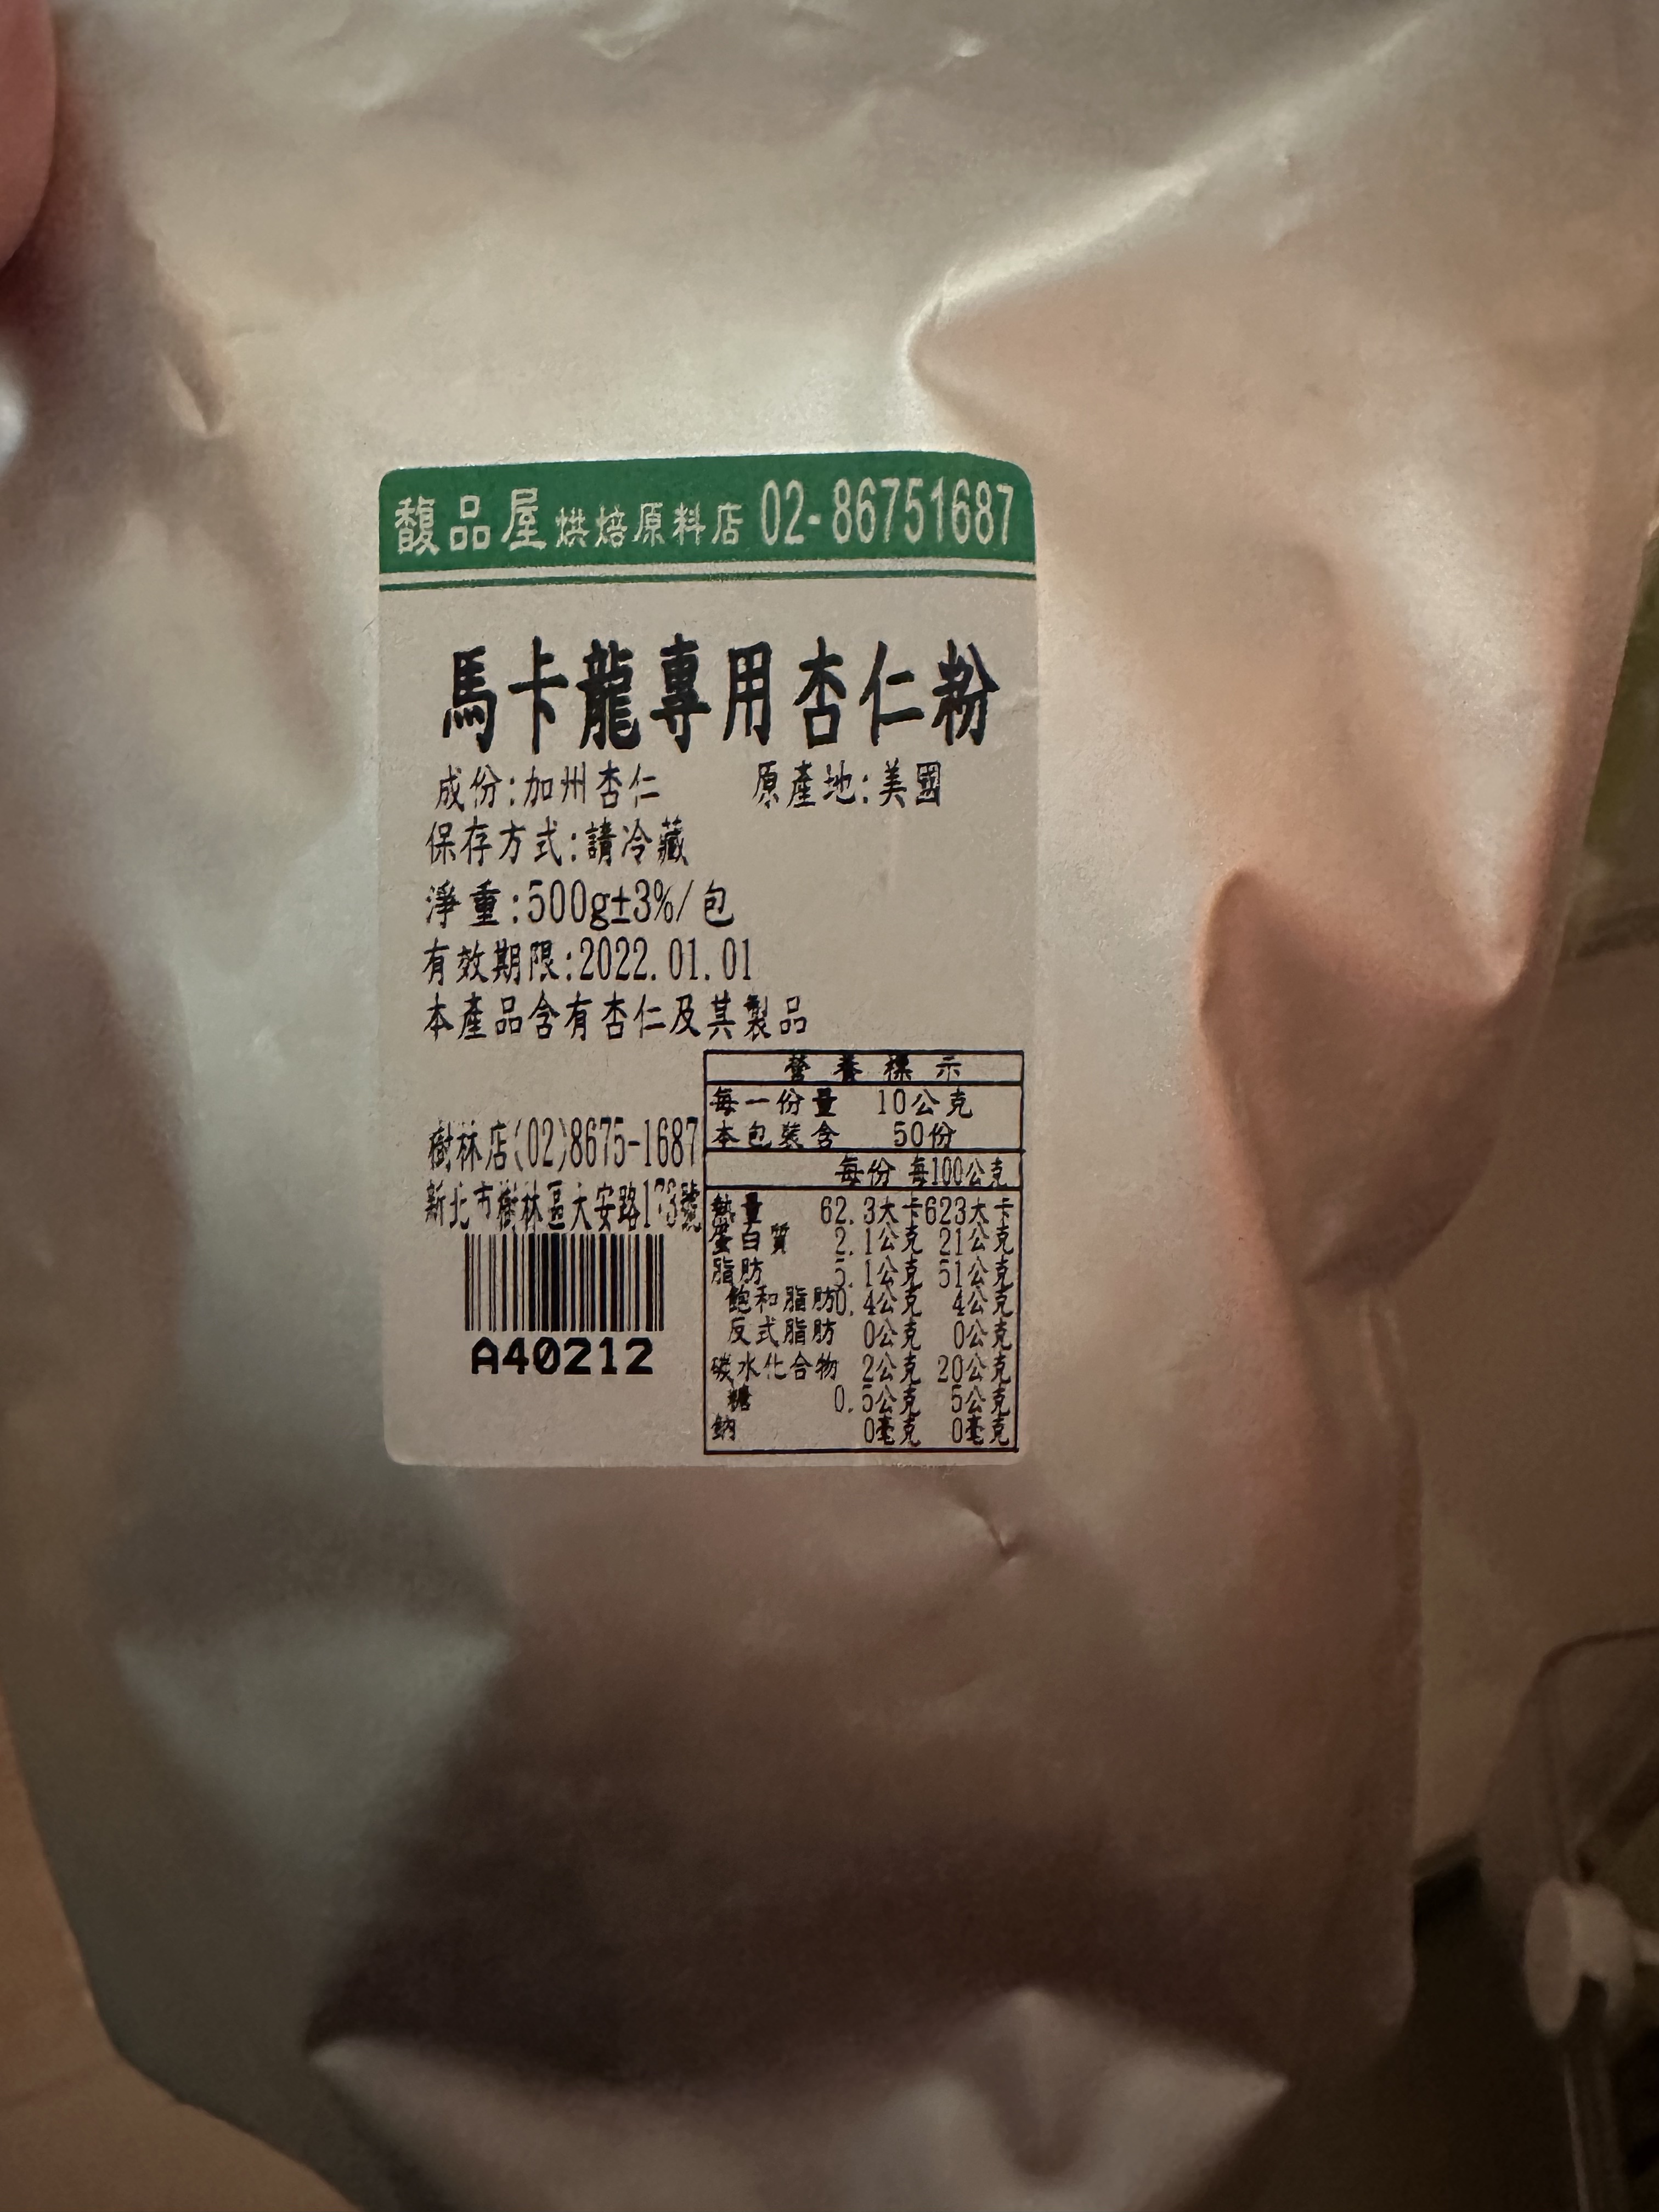 馥品屋烘焙原料店 02-86751687
馬卡龍專用杏仁粉
成份:加州杏仁 原產地:美國
保存方式:請冷藏
淨重:500g±3%/包
有效期限:2022.01.01
本產品含有杏仁及其製品
樹林店(02)8675-1687
新北市樹林區大安路173號
A40212
營養標示
每一份量 10公克
本包裝含 50份
每份 每100公克
熱量 62.3大卡 623大卡
蛋白質 2.1公克 21公克
脂肪 5.1公克 51公克
飽和脂肪 0.4公克 4公克
反式脂肪 0公克 0公克
碳水化合物 2公克 20公克
糖 0.5公克 5公克
鈉 0毫克 0毫克